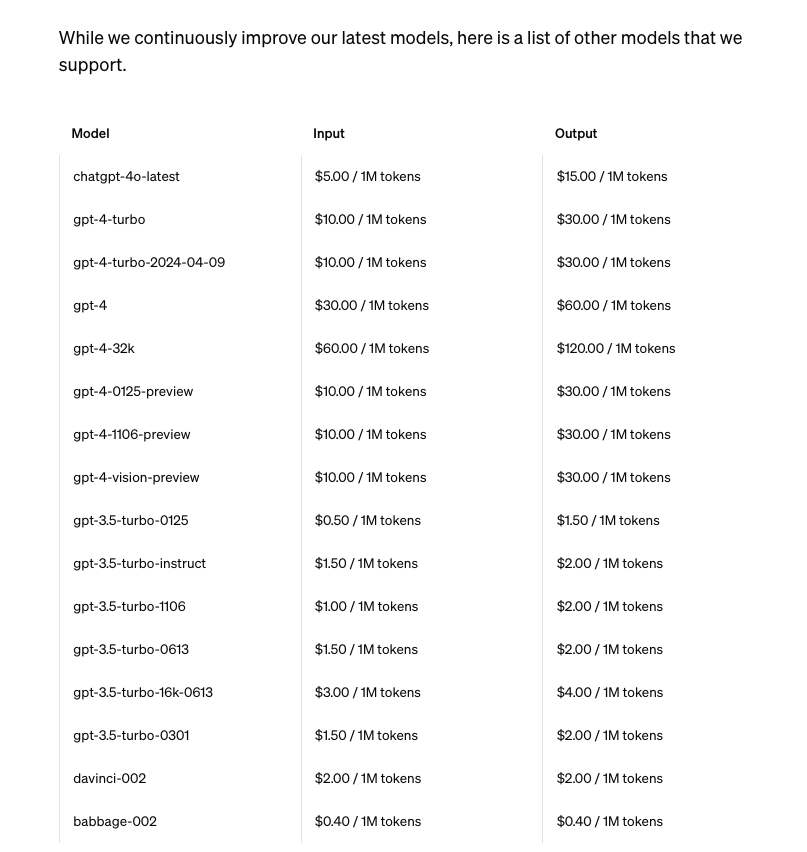 While we continuously improve our latest models, here is a list of other models that we
support.
Model Input Output
chatgpt-4o-latest $5.00 / 1M tokens $15.00 / 1M tokens
gpt-4-turbo $10.00 / 1M tokens $30.00 / 1M tokens
gpt-4-turbo-2024-04-09 $10.00 / 1M tokens $30.00 / 1M tokens
gpt-4 $30.00 / 1M tokens $60.00 / 1M tokens
gpt-4-32k $60.00 / 1M tokens $120.00 / 1M tokens
gpt-4-0125-preview $10.00 / 1M tokens $30.00 / 1M tokens
gpt-4-1106-preview $10.00 / 1M tokens $30.00 / 1M tokens
gpt-4-vision-preview $10.00 / 1M tokens $30.00 / 1M tokens
gpt-3.5-turbo-0125 $0.50 / 1M tokens $1.50 / 1M tokens
gpt-3.5-turbo-instruct $1.50 / 1M tokens $2.00 / 1M tokens
gpt-3.5-turbo-1106 $1.00 / 1M tokens $2.00 / 1M tokens
gpt-3.5-turbo-0613 $1.50 / 1M tokens $2.00 / 1M tokens
gpt-3.5-turbo-16k-0613 $3.00 / 1M tokens $4.00 / 1M tokens
gpt-3.5-turbo-0301 $1.50 / 1M tokens $2.00 / 1M tokens
davinci-002 $2.00 / 1M tokens $2.00 / 1M tokens
babbage-002 $0.40 / 1M tokens $0.40 / 1M tokens